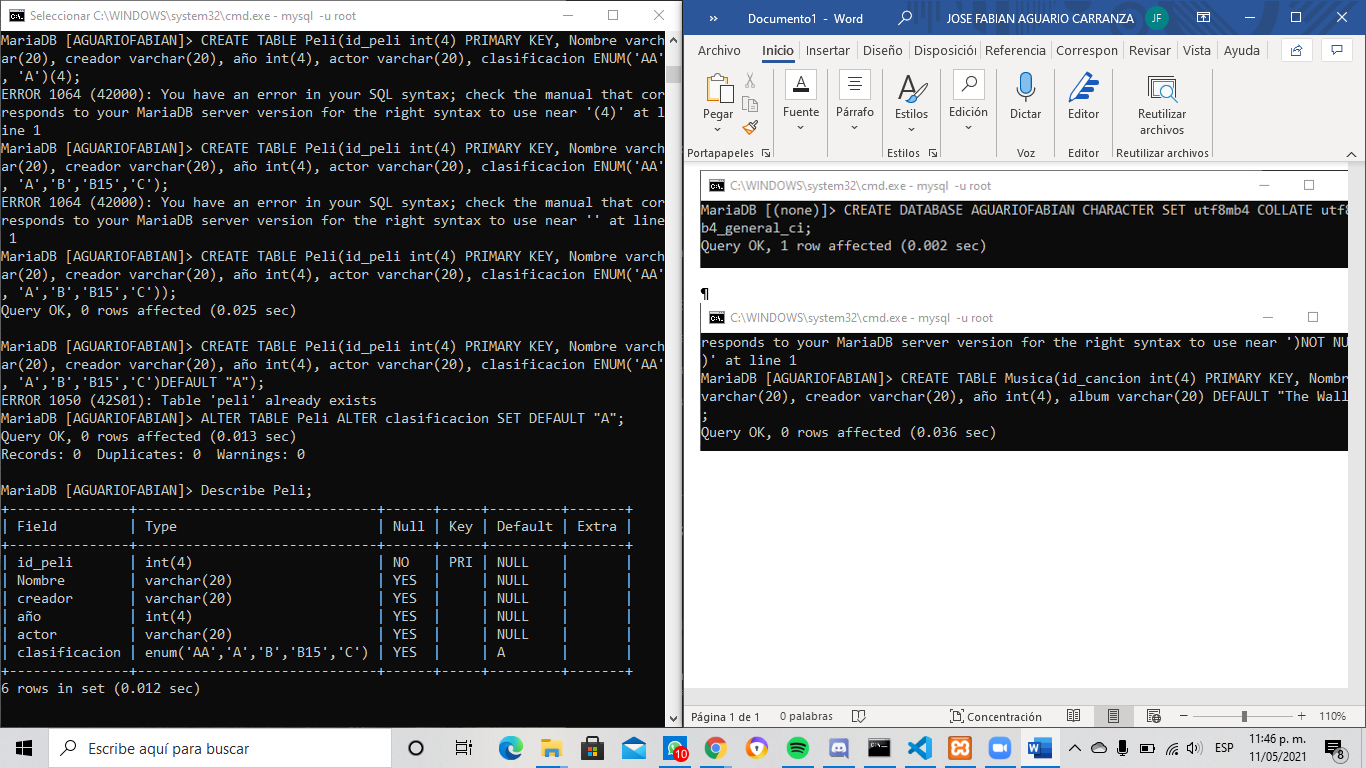 Seleccionar C:\WINDOWS\system32\cmd.exe - mysql  -u root
MariaDB [AGUARIOFABIAN]> CREATE TABLE Peli(id_peli int(4) PRIMARY KEY, Nombre varch
ar(20), creador varchar(20), año int(4), actor varchar(20), clasificacion ENUM('AA'
, 'A')(4);
ERROR 1064 (42000): You have an error in your SQL syntax; check the manual that cor
responds to your MariaDB server version for the right syntax to use near '(4)' at l
ine 1
MariaDB [AGUARIOFABIAN]> CREATE TABLE Peli(id_peli int(4) PRIMARY KEY, Nombre varch
ar(20), creador varchar(20), año int(4), actor varchar(20), clasificacion ENUM('AA'
, 'A','B','B15','C');
ERROR 1064 (42000): You have an error in your SQL syntax; check the manual that cor
responds to your MariaDB server version for the right syntax to use near '' at line
 1
MariaDB [AGUARIOFABIAN]> CREATE TABLE Peli(id_peli int(4) PRIMARY KEY, Nombre varch
ar(20), creador varchar(20), año int(4), actor varchar(20), clasificacion ENUM('AA'
, 'A','B','B15','C'));
Query OK, 0 rows affected (0.025 sec)
MariaDB [AGUARIOFABIAN]> CREATE TABLE Peli(id_peli int(4) PRIMARY KEY, Nombre varch
ar(20), creador varchar(20), año int(4), actor varchar(20), clasificacion ENUM('AA'
, 'A','B','B15','C')DEFAULT "A");
ERROR 1050 (42S01): Table 'peli' already exists
MariaDB [AGUARIOFABIAN]> ALTER TABLE Peli ALTER clasificacion SET DEFAULT "A";
Query OK, 0 rows affected (0.013 sec)
Records: 0  Duplicates: 0  Warnings: 0
MariaDB [AGUARIOFABIAN]> Describe Peli;
+---------------+------------------------------+------+-----+---------+-------+
| Field         | Type                         | Null | Key | Default | Extra |
+---------------+------------------------------+------+-----+---------+-------+
| id_peli       | int(4)                       | NO   | PRI | NULL    |       |
| Nombre        | varchar(20)                  | YES  |     | NULL    |       |
| creador       | varchar(20)                  | YES  |     | NULL    |       |
| año           | int(4)                       | YES  |     | NULL    |       |
| actor         | varchar(20)                  | YES  |     | NULL    |       |
| clasificacion | enum('AA','A','B','B15','C') | YES  |     | A       |       |
+---------------+------------------------------+------+-----+---------+-------+
6 rows in set (0.012 sec)
Documento1 - Word
JOSE FABIAN AGUARIO CARRANZA JF
Archivo Inicio Insertar Diseño Disposició Referencia Correspon Revisar Vista Ayuda
Pegar Fuente Párrafo Estilos Edición Dictar Editor Reutilizar
archivos
Portapapeles Estilos Voz Editor Reutilizar archivos
C:\WINDOWS\system32\cmd.exe - mysql  -u root
MariaDB [(none)]> CREATE DATABASE AGUARIOFABIAN CHARACTER SET utf8mb4 COLLATE utf8
b4_general_ci;
Query OK, 1 row affected (0.002 sec)
¶
C:\WINDOWS\system32\cmd.exe - mysql  -u root
responds to your MariaDB server version for the right syntax to use near ')NOT NU
)' at line 1
MariaDB [AGUARIOFABIAN]> CREATE TABLE Musica(id_cancion int(4) PRIMARY KEY, Nombr
varchar(20), creador varchar(20), año int(4), album varchar(20) DEFAULT "The Wall
;
Query OK, 0 rows affected (0.036 sec)
Página 1 de 1 0 palabras Concentración 110%
Escribe aquí para buscar
10
ESP
11:46 p. m.
11/05/2021
8